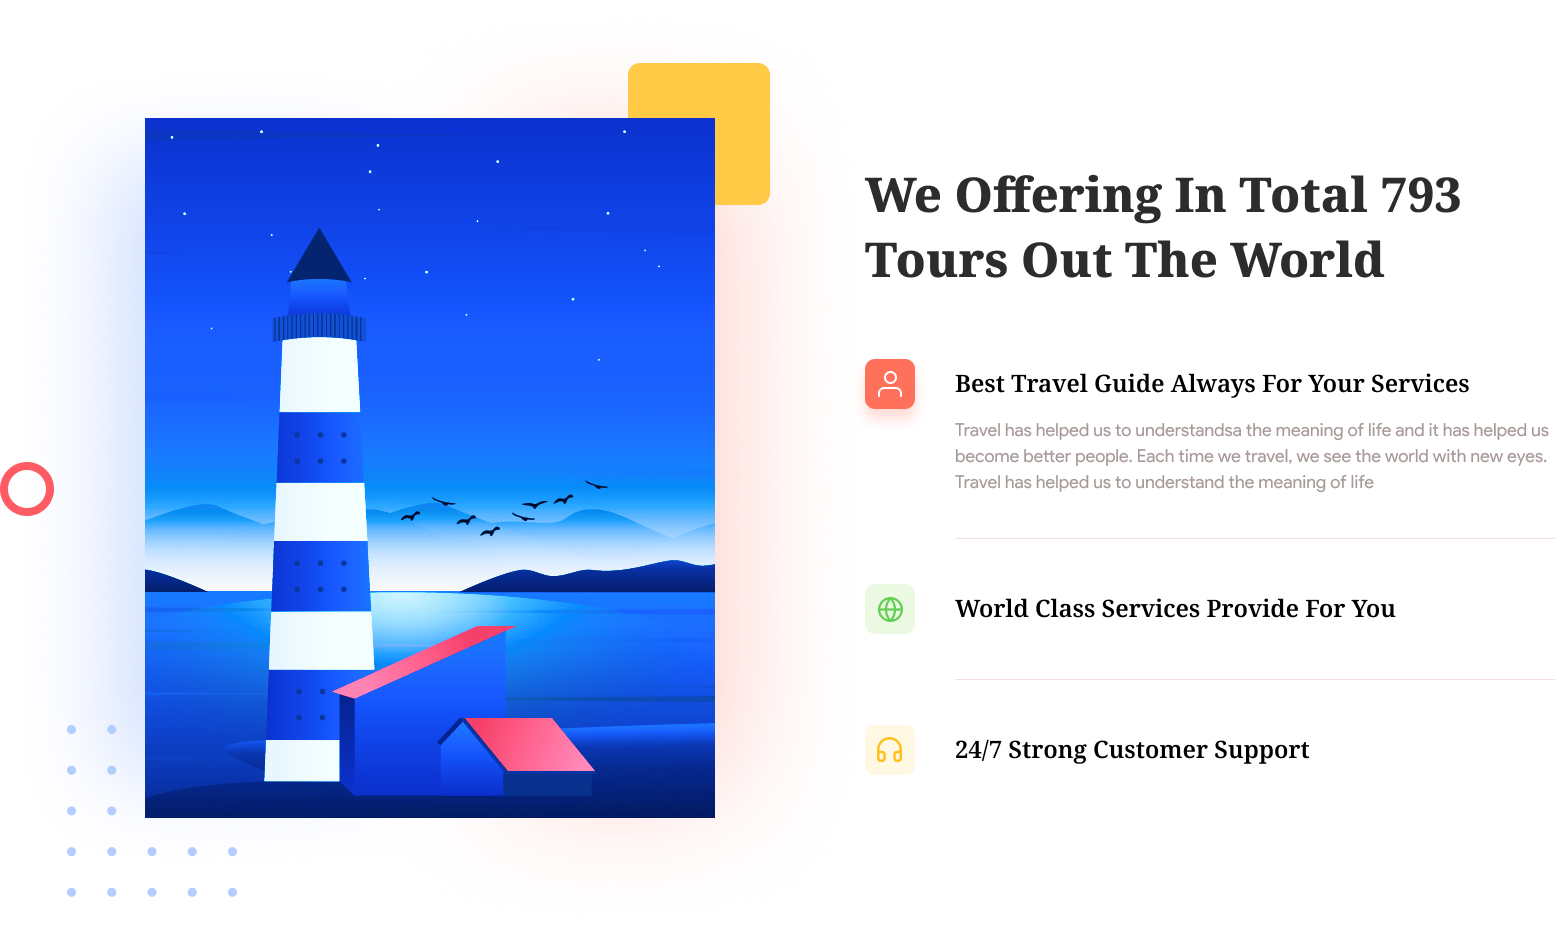 We Offering In Total 793
Tours Out The World
Best Travel Guide Always For Your Services
Travel has helped us to understandsa the meaning of life and it has helped us
become better people. Each time we travel, we see the world with new eyes.
Travel has helped us to understand the meaning of life
World Class Services Provide For You
24/7 Strong Customer Support